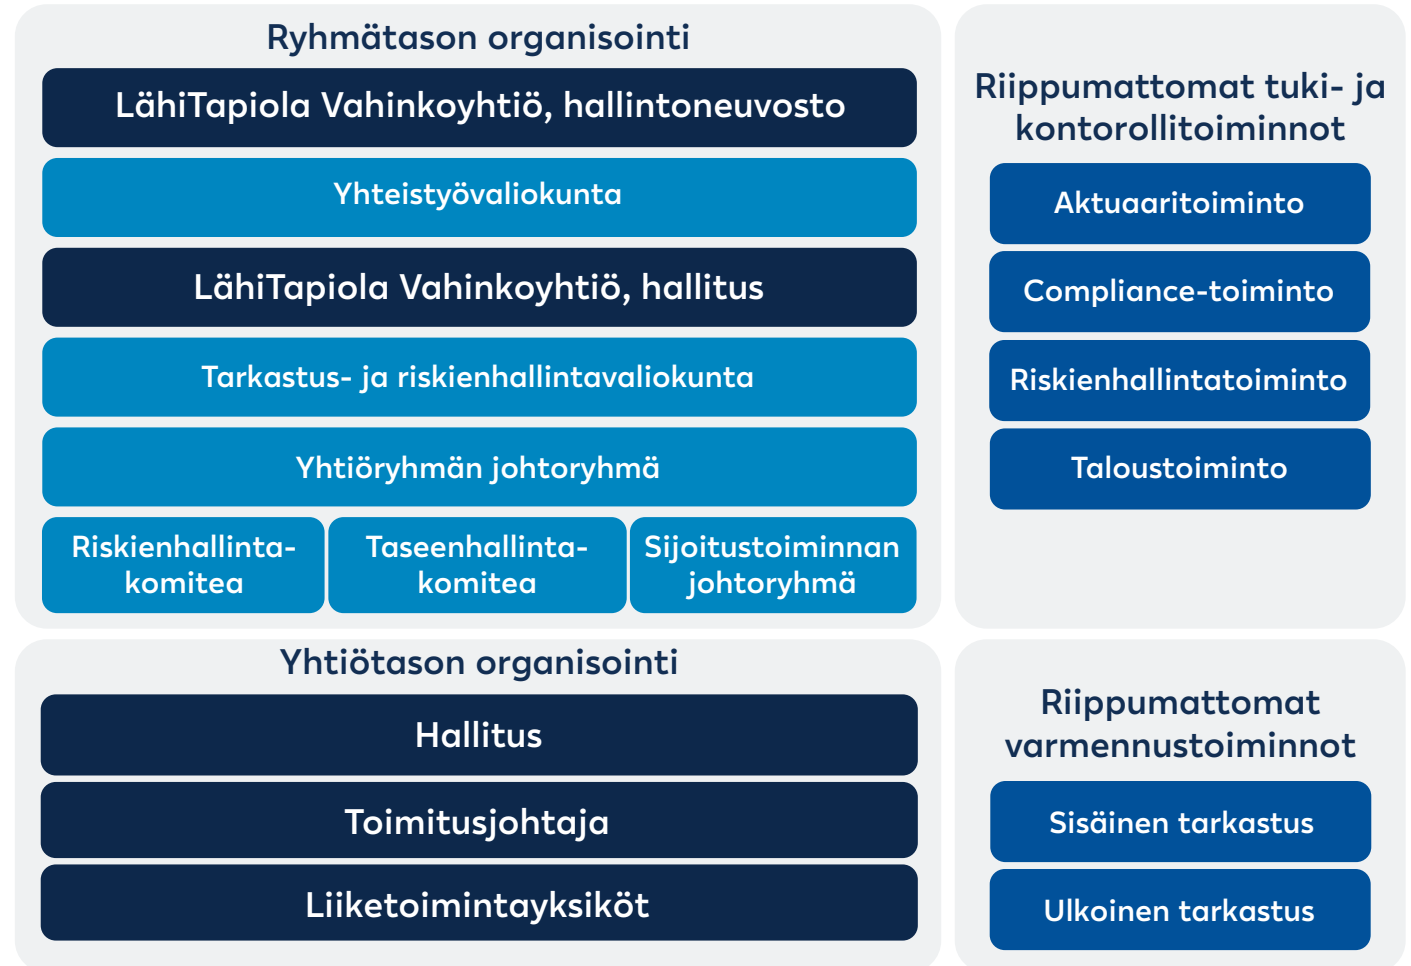 Ryhmätason organisointi
LähiTapiola Vahinkoyhtiö, hallintoneuvosto
Yhteistyövaliokunta
LähiTapiola Vahinkoyhtiö, hallitus
Tarkastus- ja riskienhallintavaliokunta
Yhtiöryhmän johtoryhmä
Riskienhallinta-
komitea
Taseenhallinta-
komitea
Sijoitustoiminnan
johtoryhmä
Riippumattomat tuki- ja
kontorollitoiminnot
Aktuaaritoiminto
Compliance-toiminto
Riskienhallintatoiminto
Taloustoiminto
Yhtiötason organisointi
Hallitus
Toimitusjohtaja
Liiketoimintayksiköt
Riippumattomat
varmennustoiminnot
Sisäinen tarkastus
Ulkoinen tarkastus